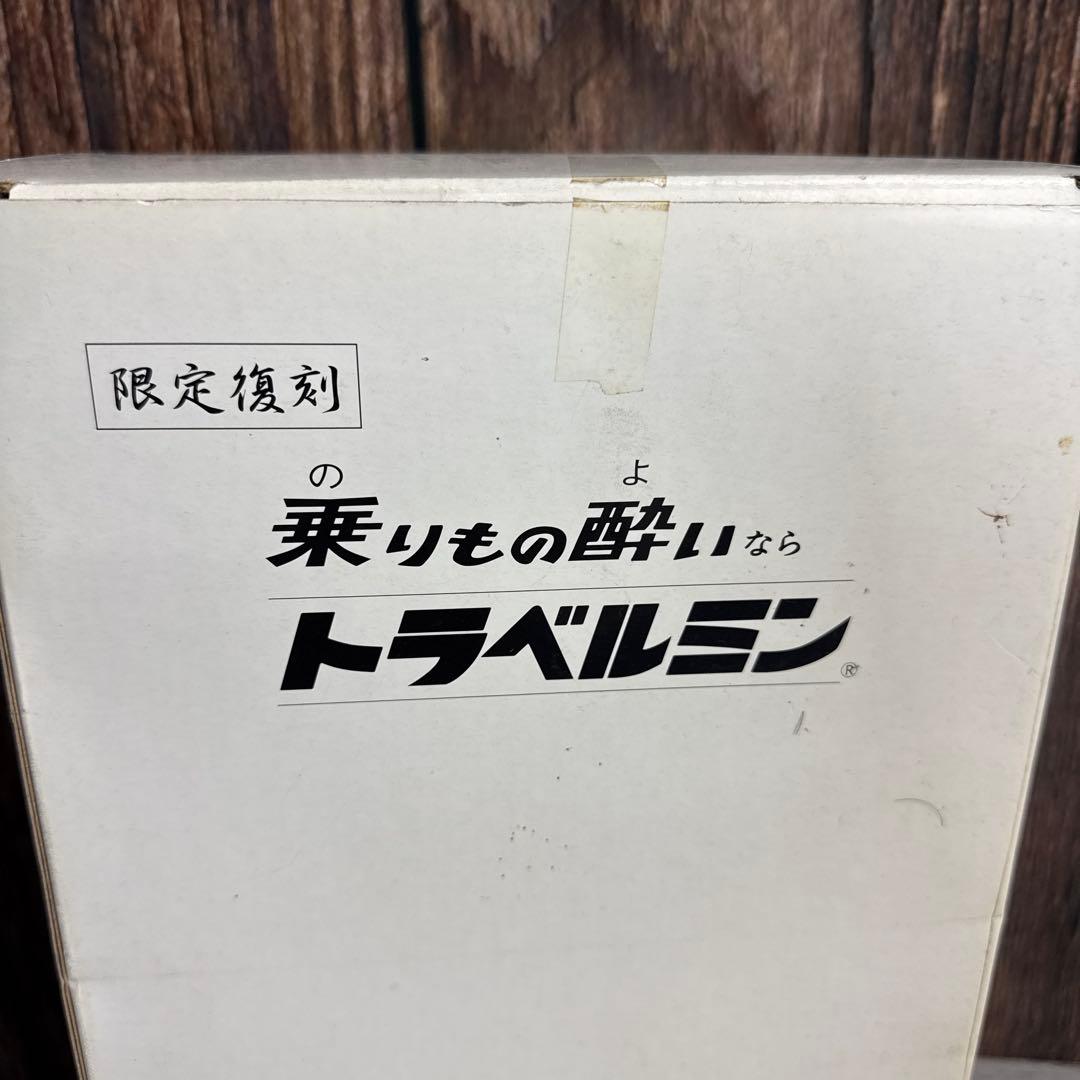 限定復刻
の よ
乗りもの酔いなら
トラベルミン®